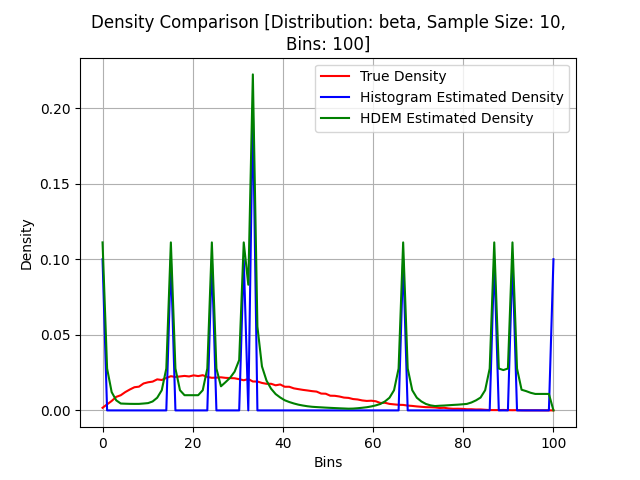 Density Comparison [Distribution: beta, Sample Size: 10,
Bins: 100]
True Density
Histogram Estimated Density
HDEM Estimated Density
Density
0.20
0.15
0.10
0.05
0.00
0 20 40 60 80 100
Bins